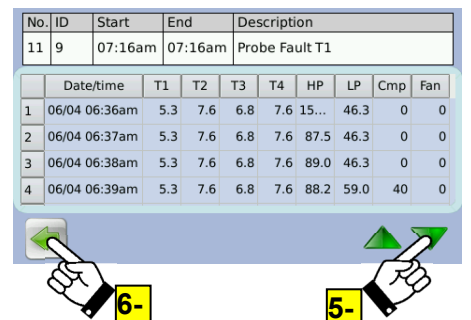 No. ID Start End Description
11 9 07:16am 07:16am Probe Fault T1
Date/time T1 T2 T3 T4 HP LP Cmp Fan
1 06/04 06:36am 5.3 7.6 6.8 7.6 15... 46.3 0 0
2 06/04 06:37am 5.3 7.6 6.8 7.6 87.5 46.3 0 0
3 06/04 06:38am 5.3 7.6 6.8 7.6 89.0 46.3 0 0
4 06/04 06:39am 5.3 7.6 6.8 7.6 88.2 59.0 40 0
6- 5-